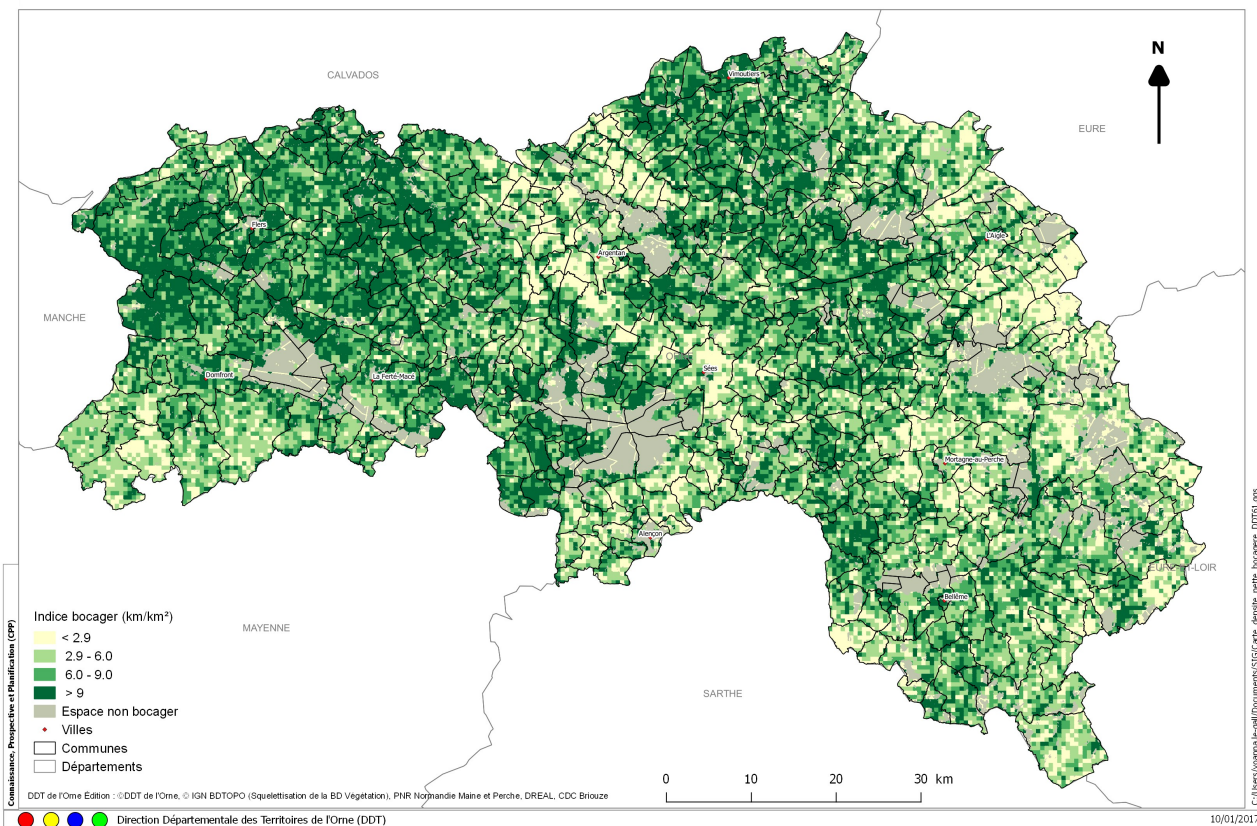 N
CALVADOS
EURE
MANCHE
MAYENNE
SARTHE
EURE-ET-LOIR
Vimoutiers
Flers
Argentan
L'Aigle
Domfront
La Ferté-Macé
Sées
Mortagne-au-Perche
Alençon
Bellême
Indice bocager (km/km²)
< 2.9
2.9 - 6.0
6.0 - 9.0
> 9
Espace non bocager
Villes
Communes
Départements
0 10 20 30 km
DDT de l'Orne Édition : ©DDT de l'Orne, © IGN BDTOPO (Squelettisation de la BD Végétation), PNR Normandie Maine et Perche, DREAL, CDC Briouze
Connaissance, Prospective et Planification (CPP)
Direction Départementale des Territoires de l'Orne (DDT)
10/01/2017